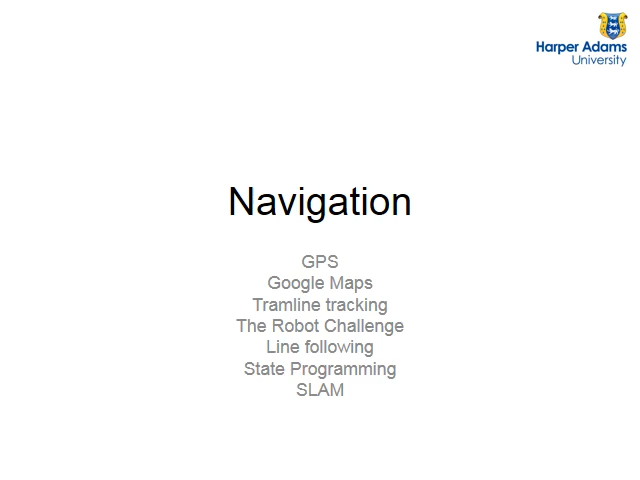 Harper Adams
University
Navigation
GPS
Google Maps
Tramline tracking
The Robot Challenge
Line following
State Programming
SLAM